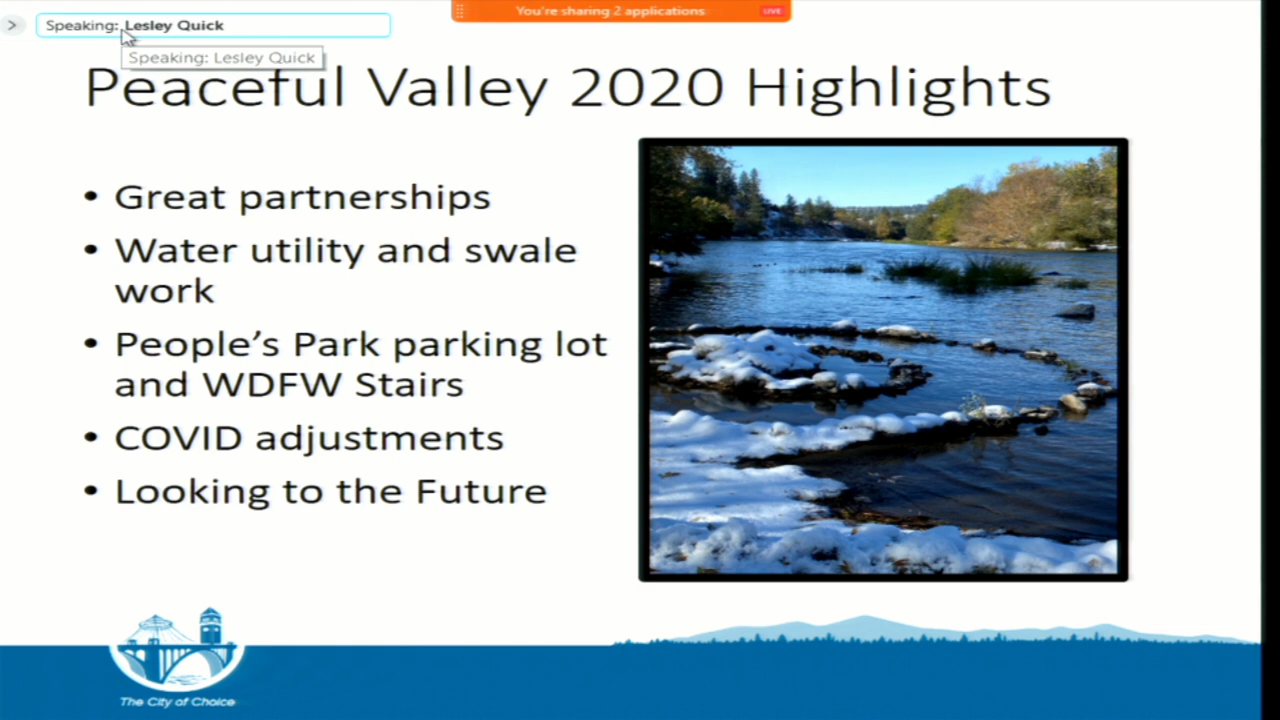 You're sharing 2 applications
LIVE
Speaking: Lesley Quick
Speaking: Lesley Quick
Peaceful Valley 2020 Highlights
• Great partnerships
• Water utility and swale
work
• People's Park parking lot
and WDFW Stairs
• COVID adjustments
• Looking to the Future
The City of Choice